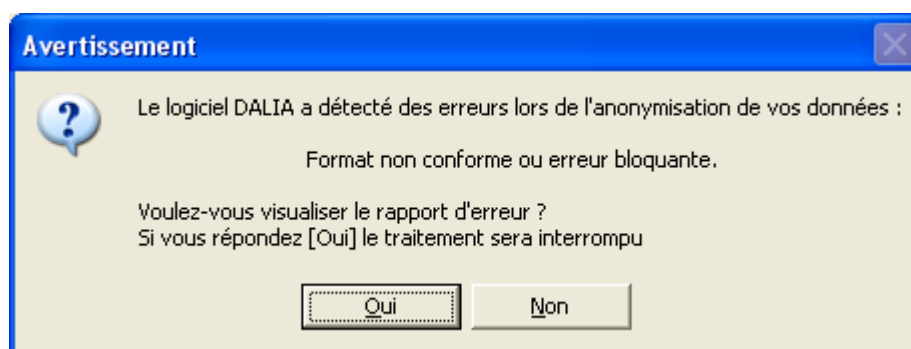 Avertissement
Le logiciel DALIA a détecté des erreurs lors de l'anonymisation de vos données :
Format non conforme ou erreur bloquante.
Voulez-vous visualiser le rapport d'erreur ?
Si vous répondez [Oui] le traitement sera interrompu
Oui Non